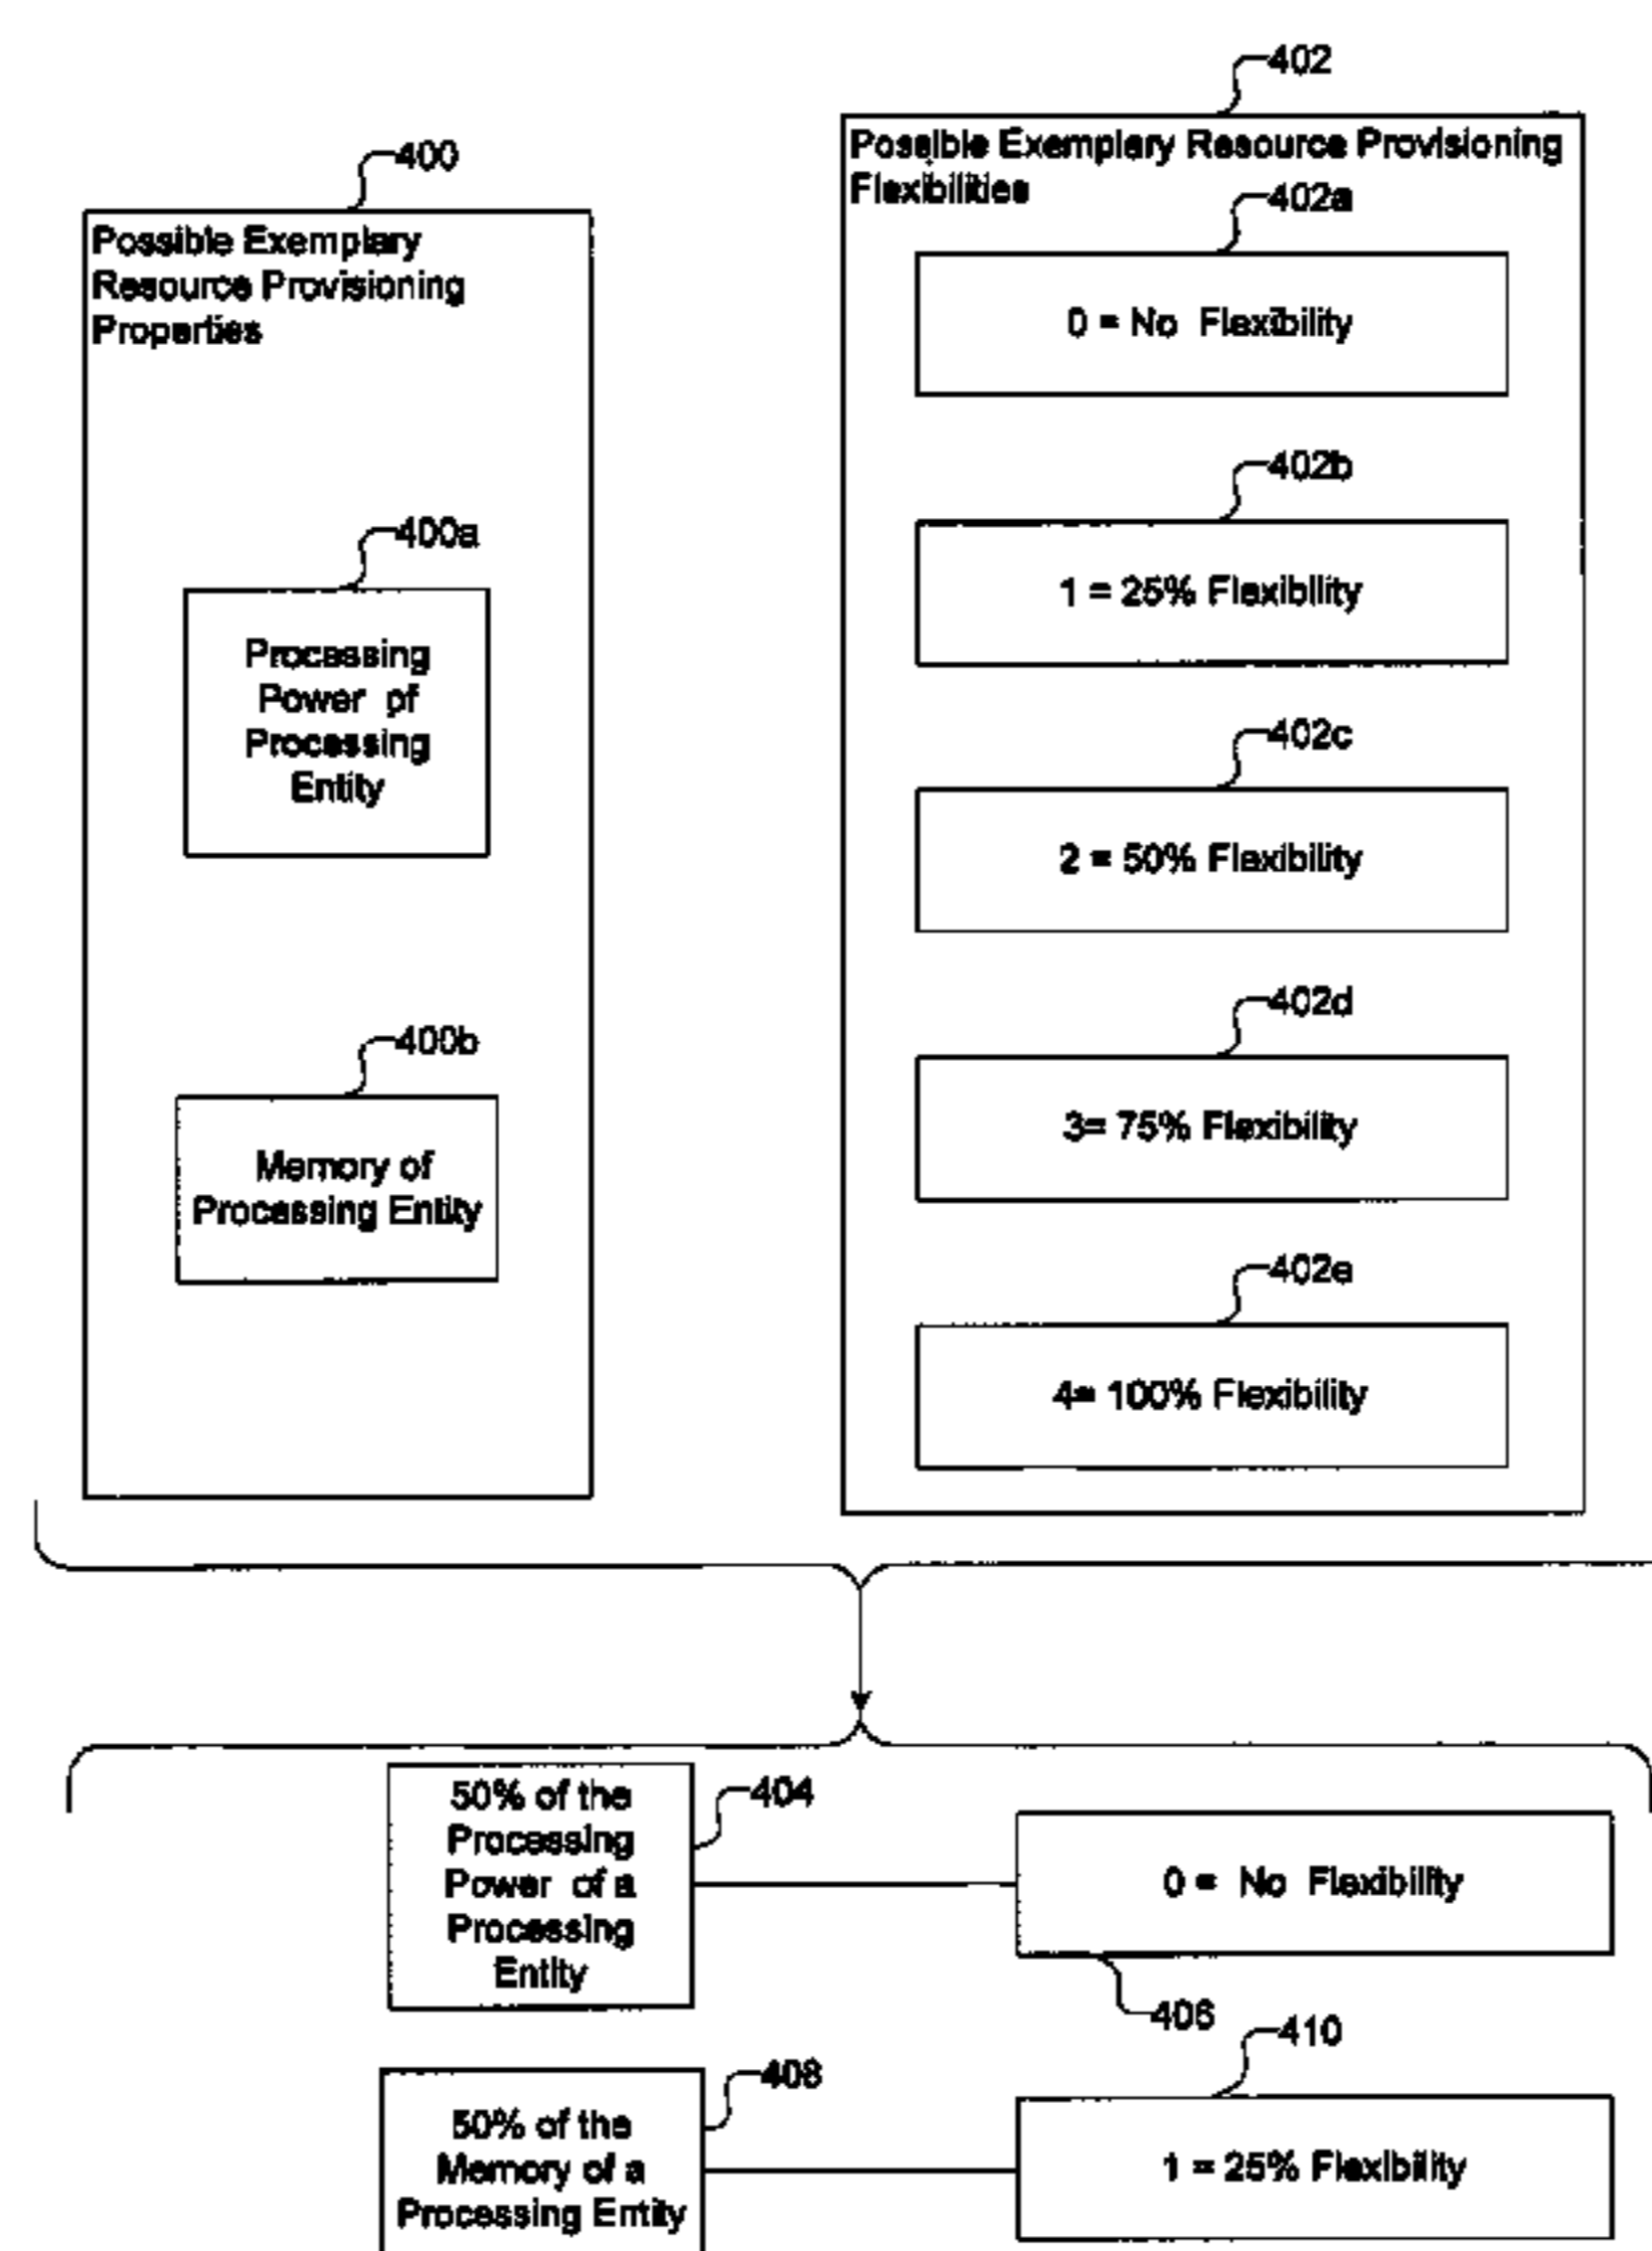 400
Possible Exemplary
Resource Provisioning
Properties
400a
Processing
Power of
Processing
Entity
400b
Memory of
Processing Entity
402
Possible Exemplary Resource Provisioning
Flexibilities
402a
0 = No Flexibility
402b
1 = 25% Flexibility
402c
2 = 50% Flexibility
402d
3= 75% Flexibility
402e
4= 100% Flexibility
404
50% of the
Processing
Power of a
Processing
Entity
0 = No Flexibility
406
408
50% of the
Memory of a
Processing Entity
410
1 = 25% Flexibility